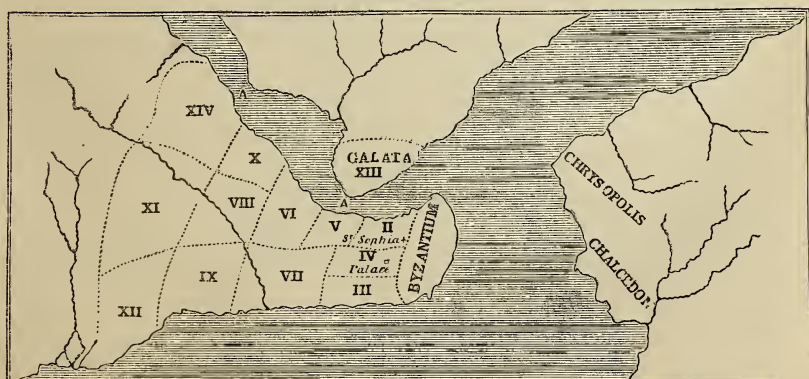 A
XIV
GALATA
XIII
X
CHRYSOPOLIS
A
XI
VIII
VI
V
II
St Sophia
BYZANTIUM
IV
Palace
CHALCEDON
IX
VII
III
XII